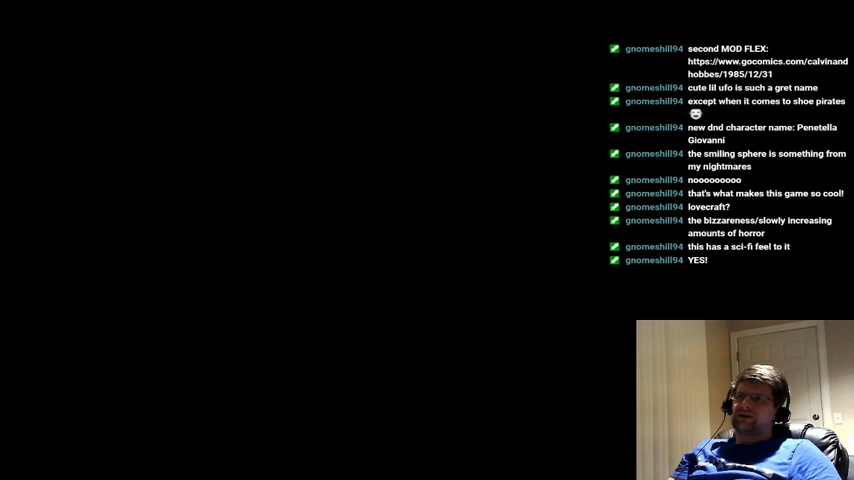 gnomeshill94 second MOD FLEX:
https://www.gocomics.com/calvinand
hobbes/1985/12/31
gnomeshill94 cute lil ufo is such a gret name
gnomeshill94 except when it comes to shoe pirates
gnomeshill94 new dnd character name: Penetella
Giovanni
gnomeshill94 the smiling sphere is something from
my nightmares
gnomeshill94 nooooooooo
gnomeshill94 that's what makes this game so cool!
gnomeshill94 lovecraft?
gnomeshill94 the bizzareness/slowly increasing
amounts of horror
gnomeshill94 this has a sci-fi feel to it
gnomeshill94 YES!